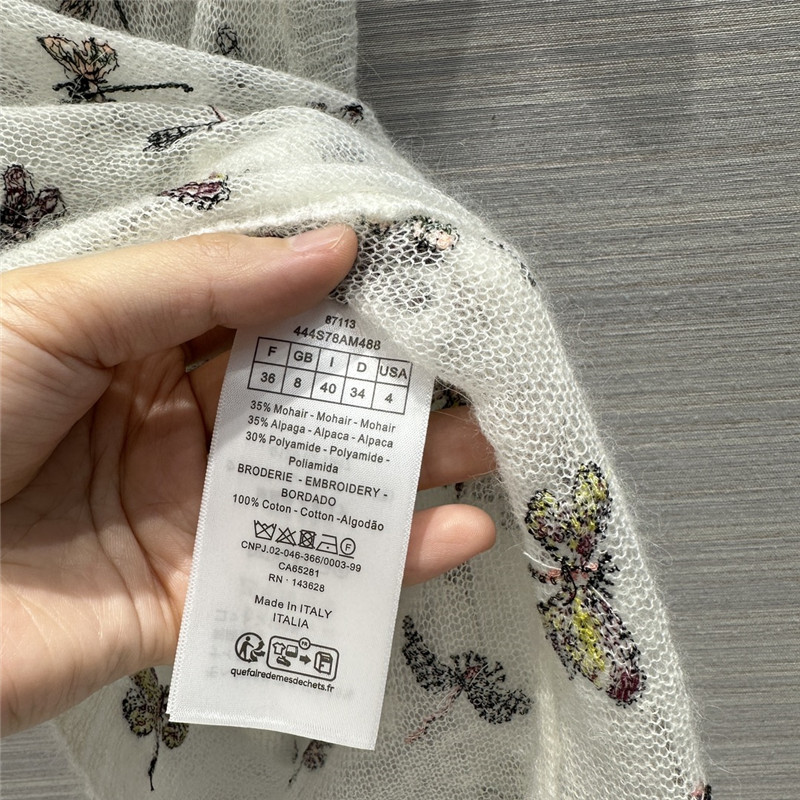 87113
444S78AM488
F GB I D USA
36 8 40 34 4
35% Mohair - Mohair - Mohair
35% Alpaga - Alpaca - Alpaca
30% Polyamide - Polyamide -
Poliamida
BRODERIE - EMBROIDERY -
BORDADO
100% Coton - Cotton -Algodão
F
CNPJ.02-046-366/0003-99
CA65281
RN · 143628
Made In ITALY
ITALIA
FR
quefairedemesdechets.fr